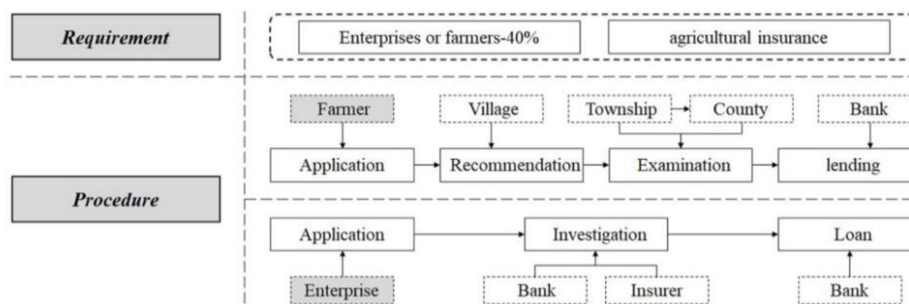 Requirement
Enterprises or farmers-40%
agricultural insurance
Farmer
Village
Township
County
Bank
Application
Recommendation
Examination
lending
Procedure
Application
Investigation
Loan
Enterprise
Bank
Insurer
Bank